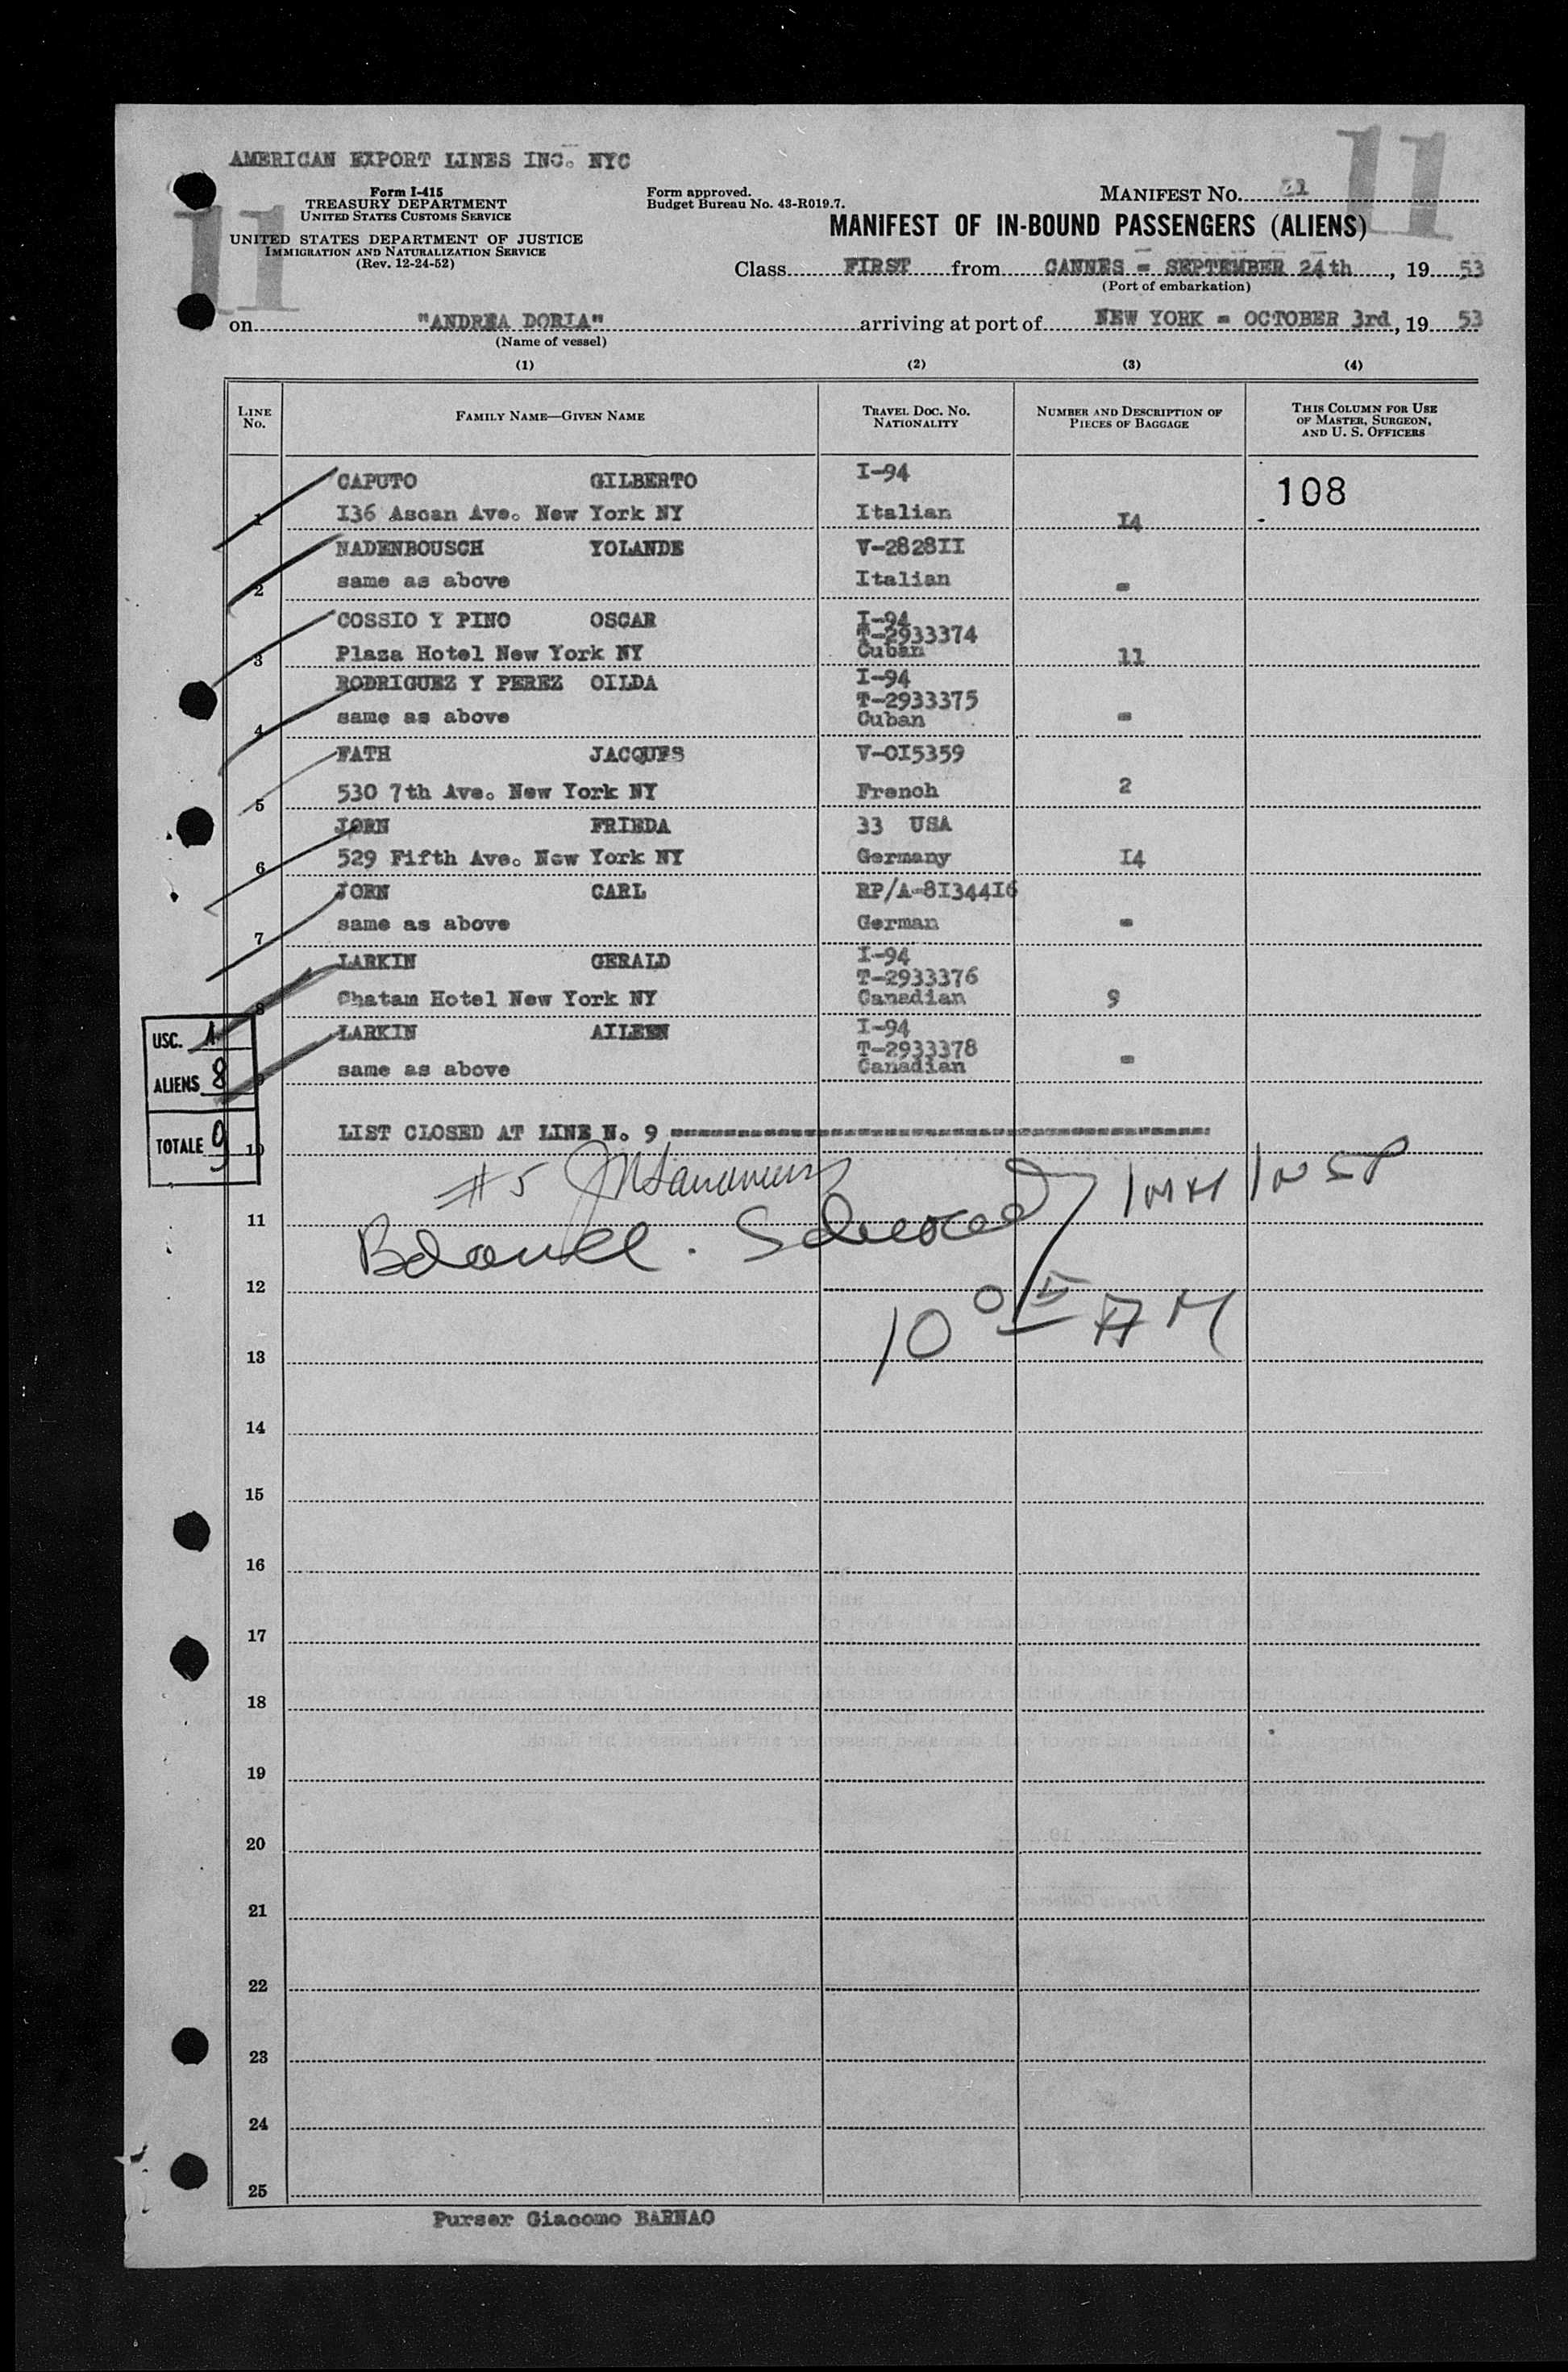 AMERICAN EXPORT LINES INC. NYC
11
11
Form I-415
TREASURY DEPARTMENT
UNITED STATES CUSTOMS SERVICE
UNITED STATES DEPARTMENT OF JUSTICE
IMMIGRATION AND NATURALIZATION SERVICE
(Rev. 12-24-52)
Form approved.
Budget Bureau No. 43-R019.7.
MANIFEST No. 21
MANIFEST OF IN-BOUND PASSENGERS (ALIENS)
Class FIRST from CANNES = SEPTEMBER 24th, 1953
(Port of embarkation)
on "ANDREA DORIA" arriving at port of NEW YORK = OCTOBER 3rd, 1953
(Name of vessel)
(1) (2) (3) (4)
LINE No. FAMILY NAME—GIVEN NAME TRAVEL DOC. No. NATIONALITY NUMBER AND DESCRIPTION OF PIECES OF BAGGAGE THIS COLUMN FOR USE OF MASTER, SURGEON, AND U. S. OFFICERS
CAPUTO GILBERTO I-94 108
1 I36 Ascan Ave. New York NY Italian I4
NADENBOUSCH YOLANDE V-2828II
2 same as above Italian =
COSSIO Y PINO OSCAR I-94
T-2933374
3 Plaza Hotel New York NY Cuban 11
RODRIGUEZ Y PEREZ OILDA I-94
T-2933375
4 same as above Cuban =
FATH JACQUES V-OI5359
5 530 7th Ave. New York NY French 2
JORN FRIEDA 33 USA
6 529 Fifth Ave. New York NY Germany I4
JORN CARL RP/A-8I344I6
7 same as above German =
LARKIN GERALD I-94
T-2933376
8 Chatam Hotel New York NY Canadian 9
LARKIN AILEEN I-94
T-2933378
9 same as above Canadian =
USC. 1
ALIENS 8
TOTALE 9
10 LIST CLOSED AT LINE N. 9
# 5
11
INSP
12
10 00 AM
13
14
15
16
17
18
19
20
21
22
23
24
25
Purser Giacomo BARNAO